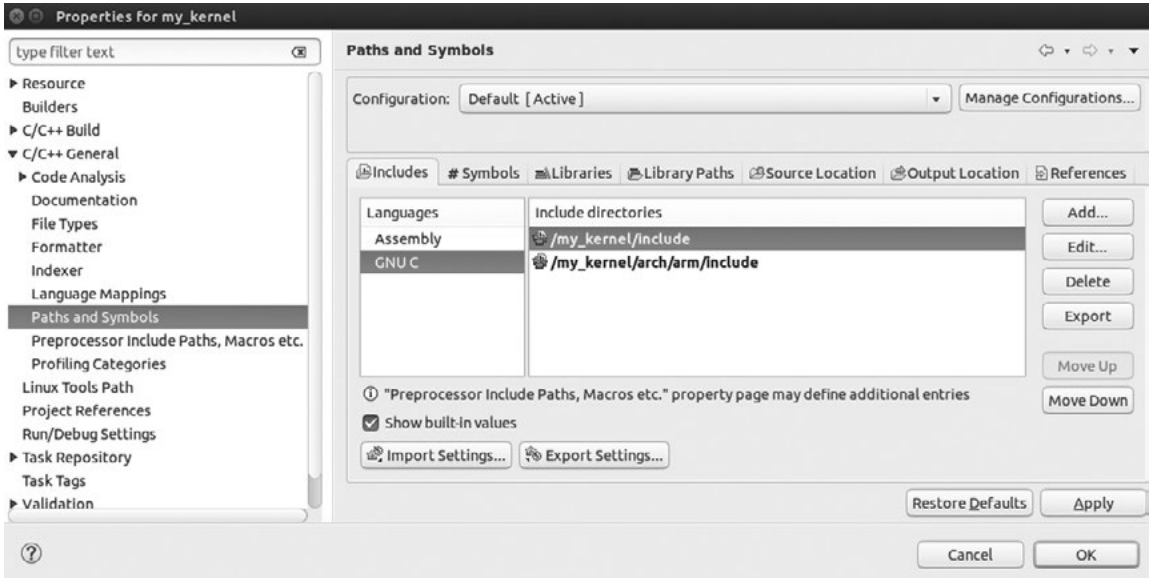 Properties for my_kernel
type filter text
Resource
Builders
C/C++ Build
C/C++ General
Code Analysis
Documentation
File Types
Formatter
Indexer
Language Mappings
Paths and Symbols
Preprocessor Include Paths, Macros etc.
Profiling Categories
Linux Tools Path
Project References
Run/Debug Settings
Task Repository
Task Tags
Validation
Paths and Symbols
Configuration: Default [ Active ] Manage Configurations...
Includes # Symbols Libraries Library Paths Source Location Output Location References
Languages
Assembly
GNU C
Include directories
/my_kernel/include
/my_kernel/arch/arm/include
Add...
Edit...
Delete
Export
Move Up
Move Down
"Preprocessor Include Paths, Macros etc." property page may define additional entries
Show built-in values
Import Settings... Export Settings...
Restore Defaults Apply
Cancel OK